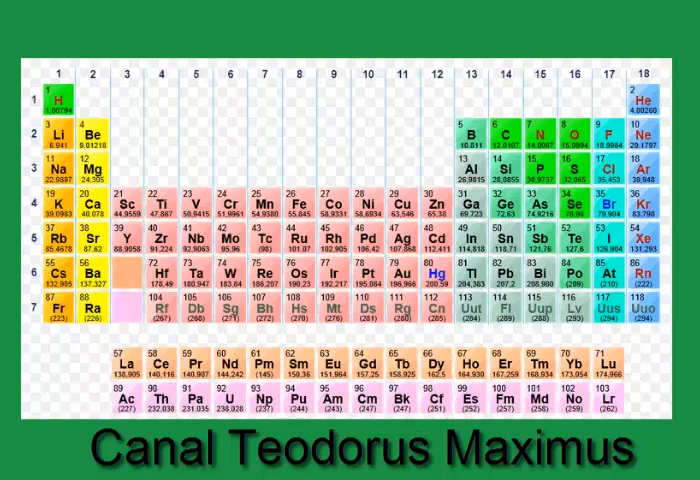 1 2 3 4 5 6 7 8 9 10 11 12 13 14 15 16 17 18
1 2
1 H He
1.00794 4.00260
3 4 5 6 7 8 9 10
2 Li Be B C N O F Ne
6.941 9.01218 10.811 12.0107 14.0067 15.9994 18.9984 20.1797
11 12 13 14 15 16 17 18
3 Na Mg Al Si P S Cl Ar
22.9897 24.305 26.9815 28.0855 30.9737 32.065 35.453 39.948
19 20 21 22 23 24 25 26 27 28 29 30 31 32 33 34 35 36
4 K Ca Sc Ti V Cr Mn Fe Co Ni Cu Zn Ga Ge As Se Br Kr
39.0983 40.078 44.9559 47.867 50.9415 51.9961 54.9380 55.845 58.9331 58.6934 63.546 65.38 69.723 72.63 74.9216 78.96 79.904 83.798
37 38 39 40 41 42 43 44 45 46 47 48 49 50 51 52 53 54
5 Rb Sr Y Zr Nb Mo Tc Ru Rh Pd Ag Cd In Sn Sb Te I Xe
85.4678 87.62 88.9058 91.224 92.9063 95.96 (98) 101.07 102.905 106.42 107.868 112.411 114.818 118.71 121.76 127.6 126.904 131.293
55 56 72 73 74 75 76 77 78 79 80 81 82 83 84 85 86
6 Cs Ba Hf Ta W Re Os Ir Pt Au Hg Tl Pb Bi Po At Rn
132.905 137.327 178.49 180.947 183.84 186.207 190.23 192.217 195.084 196.966 200.59 204.383 207.2 208.980 (209) (210) (222)
87 88 104 105 106 107 108 109 110 111 112 113 114 115 116 117 118
7 Fr Ra Rf Db Sg Bh Hs Mt Ds Rg Cn Uut Fl Uup Lv Uus Uuo
(223) (226) (267) (268) (271) (272) (270) (276) (281) (280) (285) (284) (289) (288) (293) (294) (294)
57 58 59 60 61 62 63 64 65 66 67 68 69 70 71
La Ce Pr Nd Pm Sm Eu Gd Tb Dy Ho Er Tm Yb Lu
138.905 140.116 140.907 144.242 (145) 150.36 151.964 157.25 158.925 162.5 164.930 167.259 168.934 173.054 174.966
89 90 91 92 93 94 95 96 97 98 99 100 101 102 103
Ac Th Pa U Np Pu Am Cm Bk Cf Es Fm Md No Lr
(227) 232.038 231.035 238.028 (237) (244) (243) (247) (247) (251) (252) (257) (258) (259) (262)
Canal Teodorus Maximus